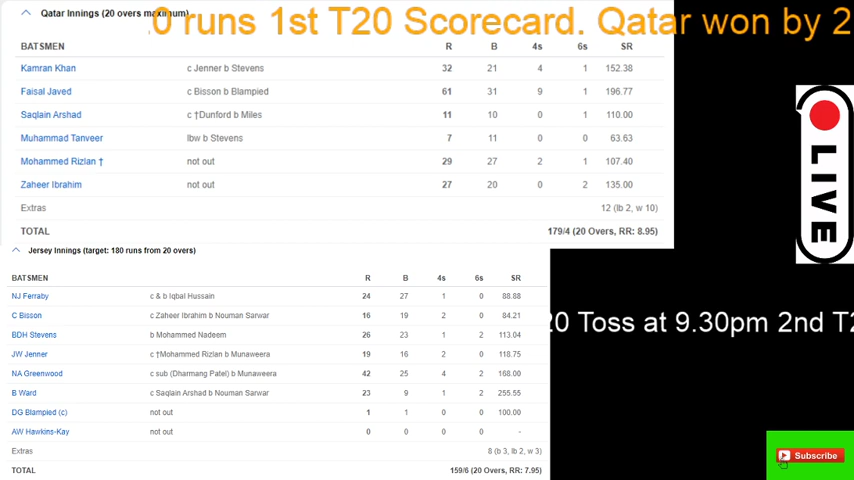 Qatar Innings (20 overs maximum)
0 runs 1st T20 Scorecard. Qatar won by 2
BATSMEN R B 4s 6s SR
Kamran Khan c Jenner b Stevens 32 21 4 1 152.38
Faisal Javed c Bisson b Blampied 61 31 9 1 196.77
Saqlain Arshad c †Dunford b Miles 11 10 0 1 110.00
Muhammad Tanveer lbw b Stevens 7 11 0 0 63.63
Mohammed Rizlan † not out 29 27 2 1 107.40
Zaheer Ibrahim not out 27 20 0 2 135.00
Extras 12 (lb 2, w 10)
TOTAL 179/4 (20 Overs, RR: 8.95)
Jersey Innings (target: 180 runs from 20 overs)
BATSMEN R B 4s 6s SR
NJ Ferraby c & b Iqbal Hussain 24 27 1 0 88.88
C Bisson c Zaheer Ibrahim b Nouman Sarwar 16 19 2 0 84.21
BDH Stevens b Mohammed Nadeem 26 23 1 2 113.04
JW Jenner c †Mohammed Rizlan b Munaweera 19 16 2 0 118.75
NA Greenwood c sub (Dharmang Patel) b Munaweera 42 25 4 2 168.00
B Ward c Saqlain Arshad b Nouman Sarwar 23 9 1 2 255.55
DG Blampied (c) not out 1 1 0 0 100.00
AW Hawkins-Kay not out 0 0 0 0 -
Extras 8 (b 3, lb 2, w 3)
TOTAL 159/6 (20 Overs, RR: 7.95)
LIVE
20 Toss at 9.30pm 2nd T2
Subscribe